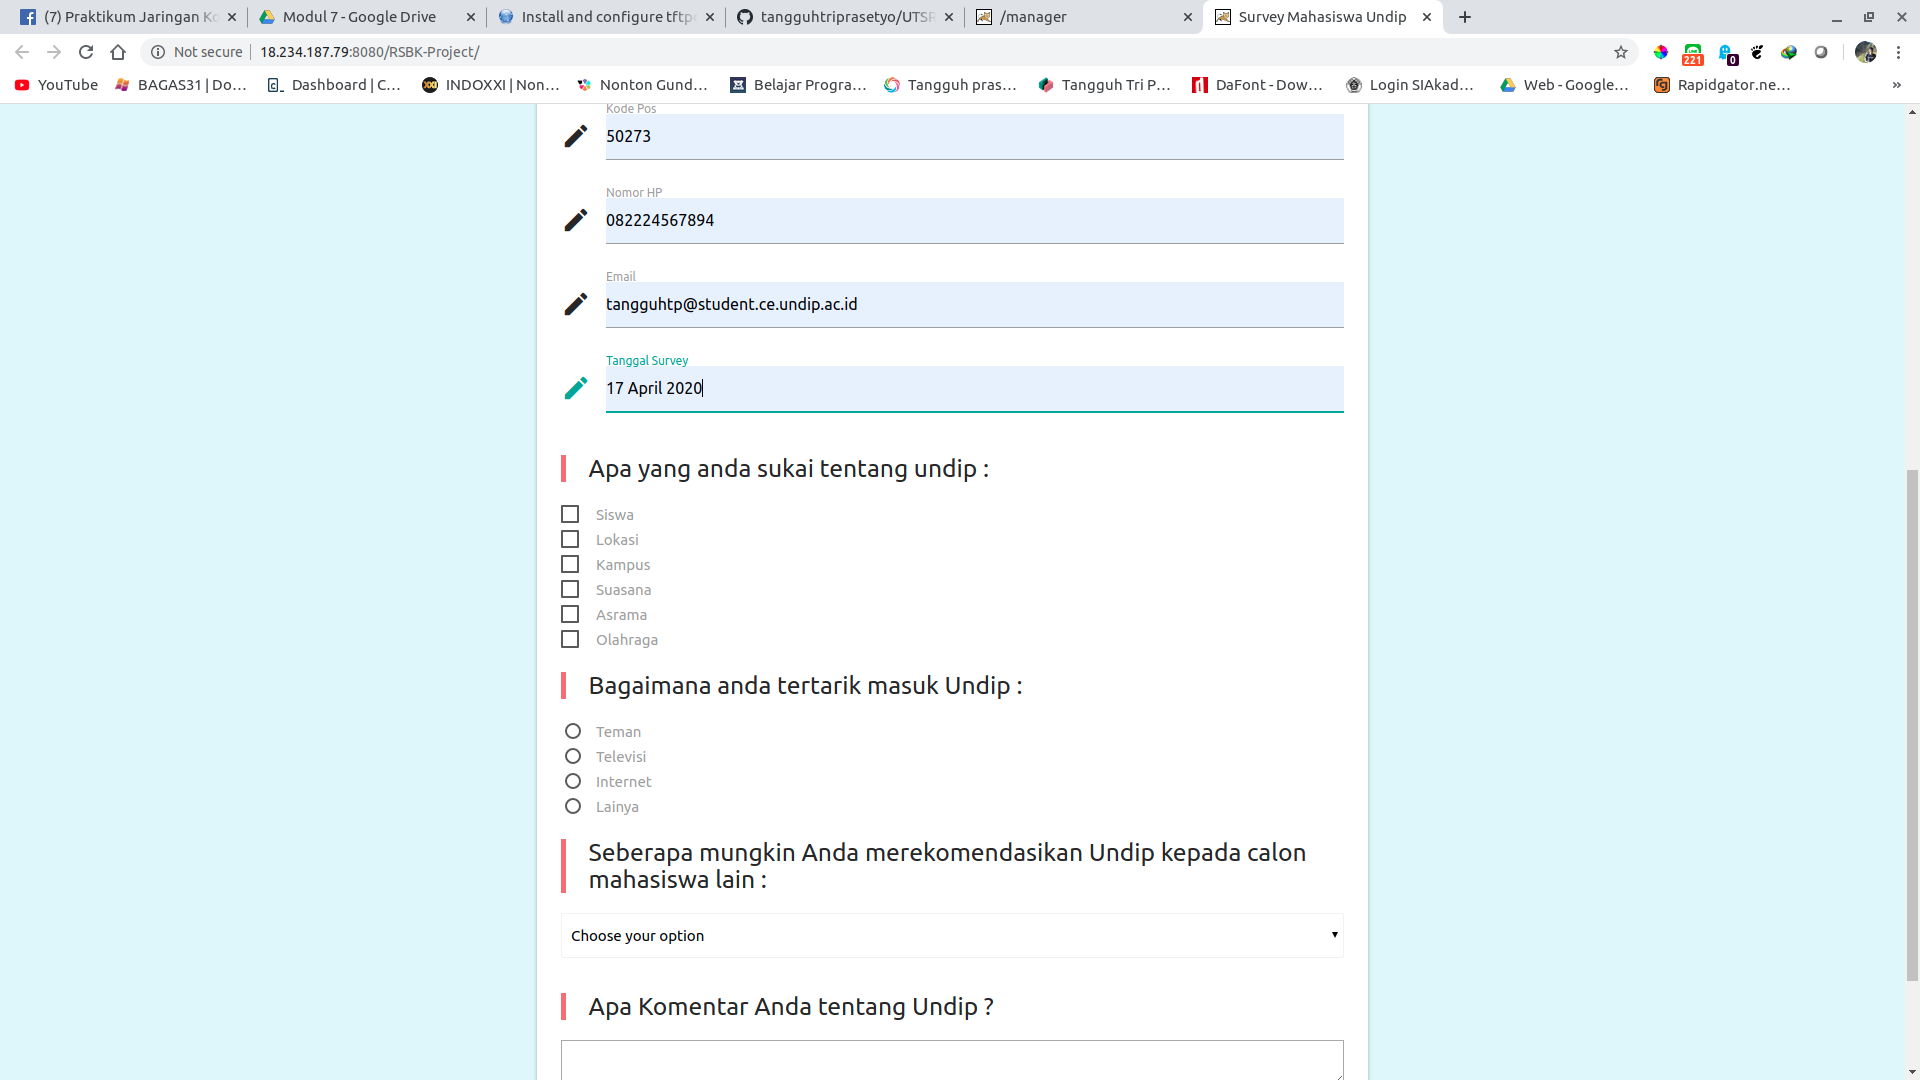 (7) Praktikum Jaringan Ko
Modul 7 - Google Drive
Install and configure tftp
tangguhtriprasetyo/UTSR
/manager
Survey Mahasiswa Undip
Not secure
18.234.187.79:8080/RSBK-Project/
221
0
YouTube
BAGAS31 | Do…
Dashboard | C…
INDOXXI | Non…
Nonton Gund…
Belajar Progra…
Tangguh pras…
Tangguh Tri P…
DaFont - Dow…
Login SIAkad…
Web - Google…
Rapidgator.ne…
»
Kode Pos
50273
Nomor HP
082224567894
Email
tangguhtp@student.ce.undip.ac.id
Tanggal Survey
17 April 2020
Apa yang anda sukai tentang undip :
Siswa
Lokasi
Kampus
Suasana
Asrama
Olahraga
Bagaimana anda tertarik masuk Undip :
Teman
Televisi
Internet
Lainya
Seberapa mungkin Anda merekomendasikan Undip kepada calon
mahasiswa lain :
Choose your option
Apa Komentar Anda tentang Undip ?